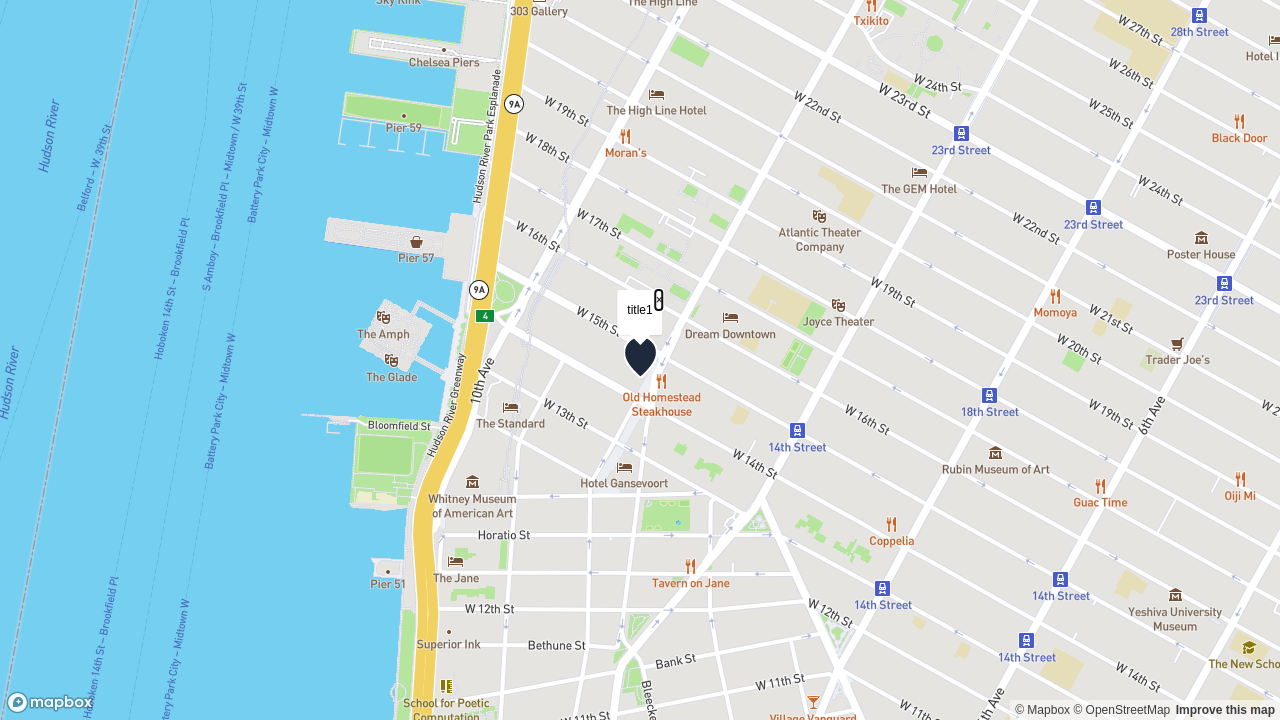 Sky Rink
303 Gallery
The High Line
Txikito
28th Street
W 27th St
Hotel I
Chelsea Piers
9A
W 26th St
W 24th St
W 23rd St
W 22nd St
W 25th St
The High Line Hotel
W 19th St
Pier 59
Hudson River Park Esplanade
Hudson River
Belford – W 39th St
S Amboy – Brookfield Pl – Midtown / W 39th St
Battery Park City – Midtown W
Moran's
W 18th St
23rd Street
Black Door
The GEM Hotel
W 24th St
23rd Street
W 22nd St
Atlantic Theater
Company
W 17th St
W 16th St
Poster House
Pier 57
Hoboken 14th St – Brookfield Pl
9A
4
W 19th St
23rd Street
title1
×
W 15th St
Dream Downtown
Joyce Theater
Momoya
W 21st St
W 20th St
Trader Joe's
The Amph
The Glade
10th Ave
Hudson River Greenway
Hudson River
Battery Park City – Midtown W
Old Homestead
Steakhouse
18th Street
W 19th St
6th Ave
W 13th St
The Standard
Bloomfield St
W 16th St
14th Street
W 14th St
Rubin Museum of Art
Hotel Gansevoort
Whitney Museum
of American Art
Guac Time
Oiji Mi
Horatio St
Coppelia
The Jane
Pier 51
Tavern on Jane
14th Street
14th Street
W 12th St
W 12th St
Yeshiva University
Museum
Hoboken 14th St – Brookfield Pl
Battery Park City – Midtown W
Superior Ink
Bethune St
Bank St
14th Street
The New Scho
W 14th St
W 11th St
School for Poetic
Computation
Bleecke
W 11th St
Village Vanguard
W 11th
th Ave
mapbox
© Mapbox © OpenStreetMap Improve this map